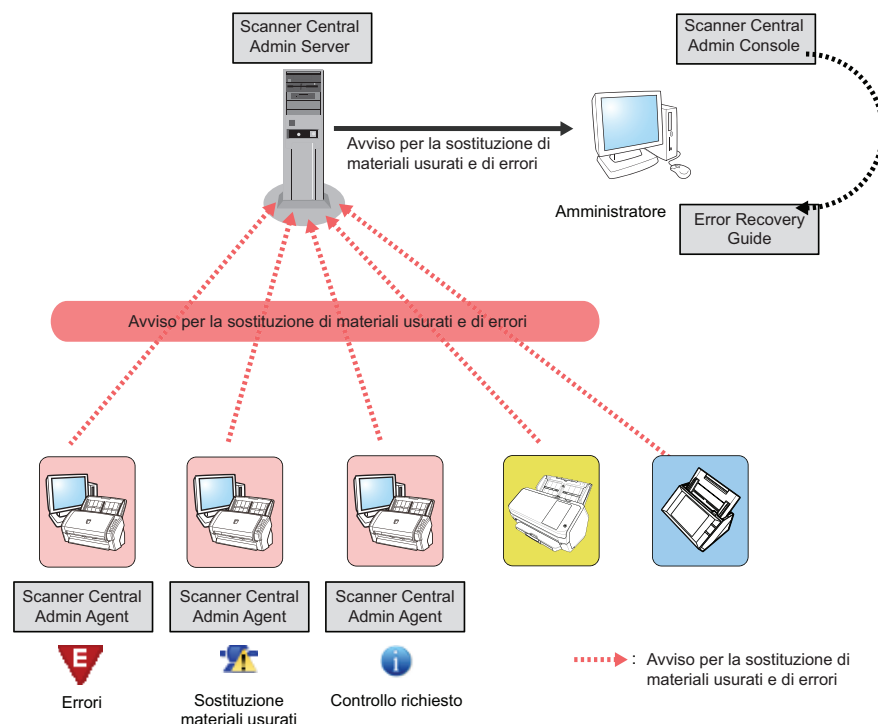 Scanner Central
Admin Server
Scanner Central
Admin Console
Avviso per la sostituzione di
materiali usurati e di errori
Amministratore
Error Recovery
Guide
Avviso per la sostituzione di materiali usurati e di errori
Scanner Central
Admin Agent
Scanner Central
Admin Agent
Scanner Central
Admin Agent
E
i
Errori
Sostituzione
materiali usurati
Controllo richiesto
: Avviso per la sostituzione di
materiali usurati e di errori